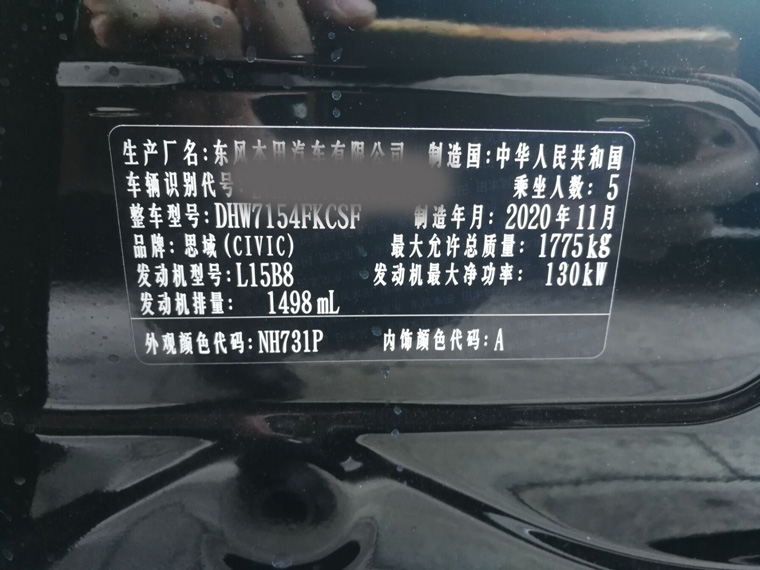 生产厂名:东风本田汽车有限公司 制造国:中华人民共和国
车辆识别代号 乘坐人数: 5
整车型号:DHW7154FKCSF 制造年月: 2020年11月
品牌: 思域(CIVIC) 最大允许总质量: 1775kg
发动机型号:L15B8 发动机最大净功率: 130kW
发动机排量: 1498mL
外观颜色代码:NH731P 内饰颜色代码:A